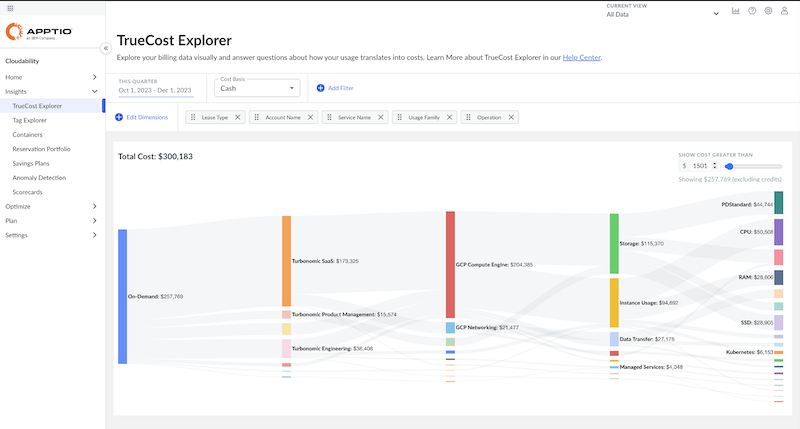 CURRENT VIEW
All Data
APPTIO
an IBM Company
Cloudability
Home
Insights
TrueCost Explorer
Tag Explorer
Containers
Reservation Portfolio
Savings Plans
Anomaly Detection
Scorecards
Optimize
Plan
Settings
TrueCost Explorer
Explore your billing data visually and answer questions about how your usage translates into costs. Learn More about TrueCost Explorer in our Help Center.
THIS QUARTER
Oct 1, 2023 - Dec 1, 2023
Cost Basis
Cash
Add Filter
Edit Dimensions
Lease Type
Account Name
Service Name
Usage Family
Operation
Total Cost: $300,183
SHOW COST GREATER THAN
$ 1501
Showing $257,769 (excluding credits)
On-Demand: $257,769
Turbonomic SaaS: $173,325
Turbonomic Product Management: $15,574
Turbonomic Engineering: $36,408
GCP Compute Engine: $204,385
GCP Networking: $21,477
Storage: $115,370
Instance Usage: $94,692
Data Transfer: $27,176
Managed Services: $4,048
PDStandard: $44,744
CPU: $50,508
RAM: $28,606
SSD: $28,902
Kubernetes: $6,153